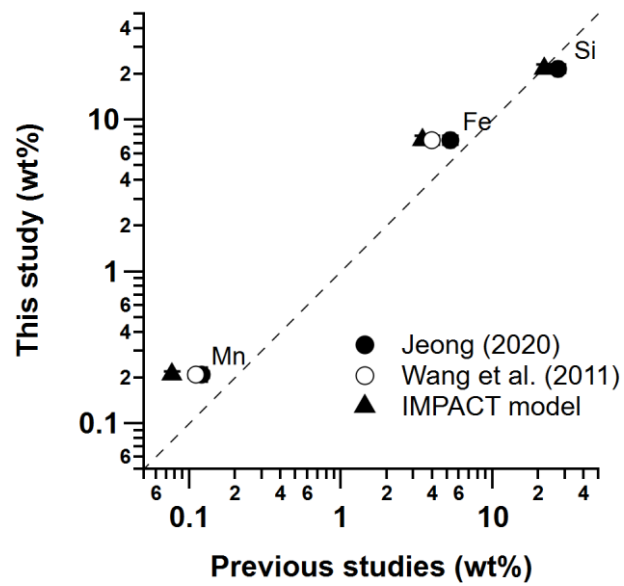 4
2
Si
10
Fe
6
4
2
1
4
Mn
2
0.1
6
This study (wt%)
Jeong (2020)
Wang et al. (2011)
IMPACT model
6 2 4 6 2 4 6 2 4
0.1 1 10
Previous studies (wt%)